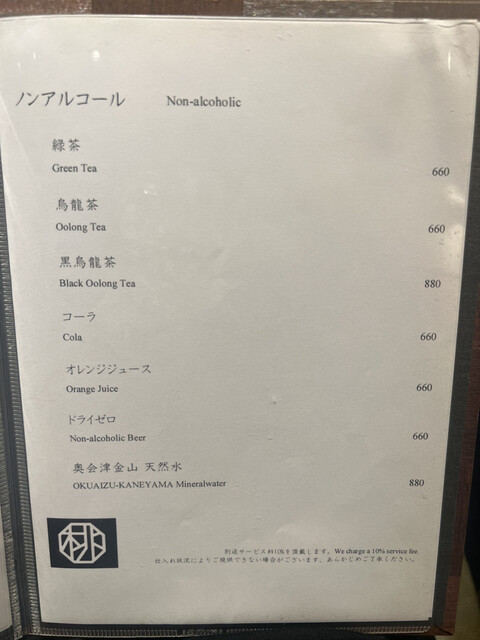 ノンアルコール Non-alcoholic
緑茶
Green Tea 660
烏龍茶
Oolong Tea 660
黒烏龍茶
Black Oolong Tea 880
コーラ
Cola 660
オレンジジュース
Orange Juice 660
ドライゼロ
Non-alcoholic Beer 660
奥会津金山 天然水
OKUAIZU-KANEYAMA Mineralwater 880
別途サービス料10%を頂戴します。We charge a 10% service fee.
仕入れ状況によりご提供できない場合がございます、あらかじめご了承ください。